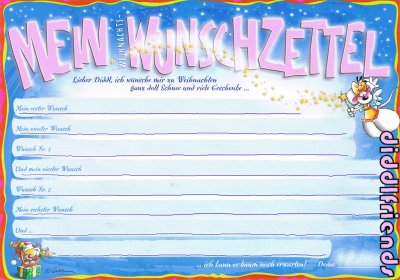 MEIN WEIHNACHTS- WUNSCHZETTEL
Lieber Diddl, ich wünsche mir zu Weihnachten
ganz doll Schnee und viele Geschenke ...
Mein erster Wunsch
Mein zweiter Wunsch
Wunsch Nr. 3
Und mein vierter Wunsch
Wunsch Nr. 5
Mein sechster Wunsch
Und ...
... ich kann es kaum noch erwarten! Deine
diddlfriends